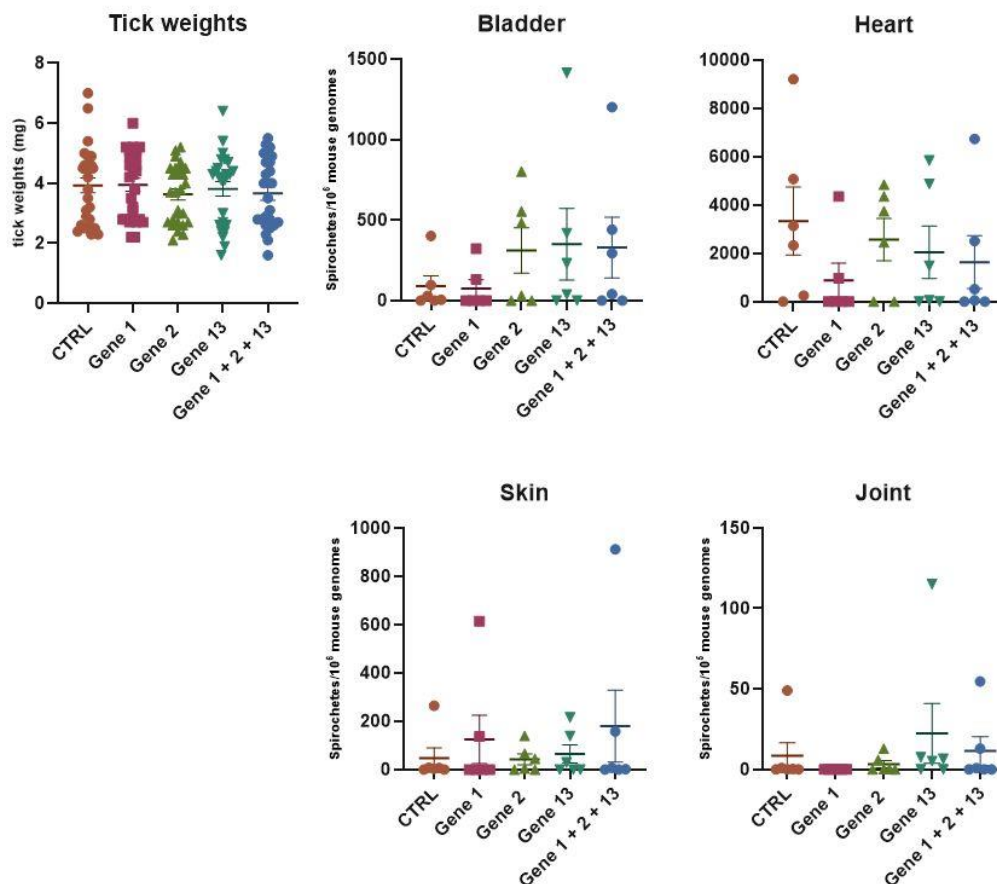 Tick weights
tick weights (mg)
8
6
4
2
0
CTRL
Gene 1
Gene 2
Gene 13
Gene 1 + 2 + 13
Bladder
Spirochetes/10⁶ mouse genomes
1500
1000
500
0
CTRL
Gene 1
Gene 2
Gene 13
Gene 1 + 2 + 13
Heart
10000
8000
6000
4000
2000
0
CTRL
Gene 1
Gene 2
Gene 13
Gene 1 + 2 + 13
Skin
Spirochetes/10⁶ mouse genomes
1000
800
600
400
200
0
CTRL
Gene 1
Gene 2
Gene 13
Gene 1 + 2 + 13
Joint
Spirochetes/10⁶ mouse genomes
150
100
50
0
CTRL
Gene 1
Gene 2
Gene 13
Gene 1 + 2 + 13